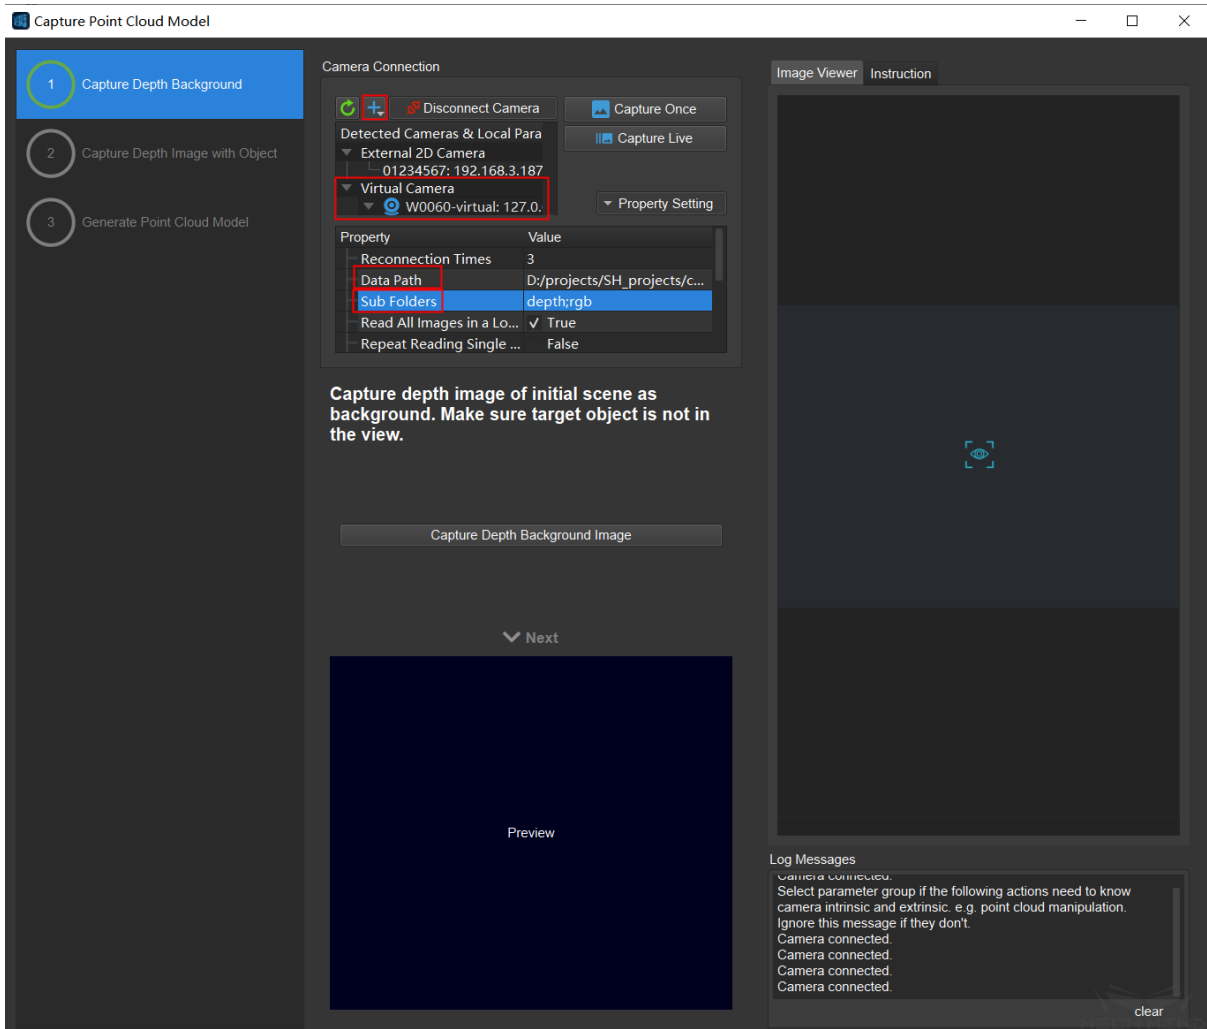 Capture Point Cloud Model
1
Capture Depth Background
2
Capture Depth Image with Object
3
Generate Point Cloud Model
Camera Connection
Disconnect Camera
Capture Once
Capture Live
Detected Cameras & Local Para
External 2D Camera
01234567: 192.168.3.187
Virtual Camera
W0060-virtual: 127.0.
Property Setting
Property Value
Reconnection Times 3
Data Path D:/projects/SH_projects/c...
Sub Folders depth;rgb
Read All Images in a Lo... True
Repeat Reading Single ... False
Capture depth image of initial scene as
background. Make sure target object is not in
the view.
Capture Depth Background Image
Next
Preview
Image Viewer Instruction
Log Messages
Camera connected.
Select parameter group if the following actions need to know
camera intrinsic and extrinsic. e.g. point cloud manipulation.
Ignore this message if they don't.
Camera connected.
Camera connected.
Camera connected.
Camera connected.
clear